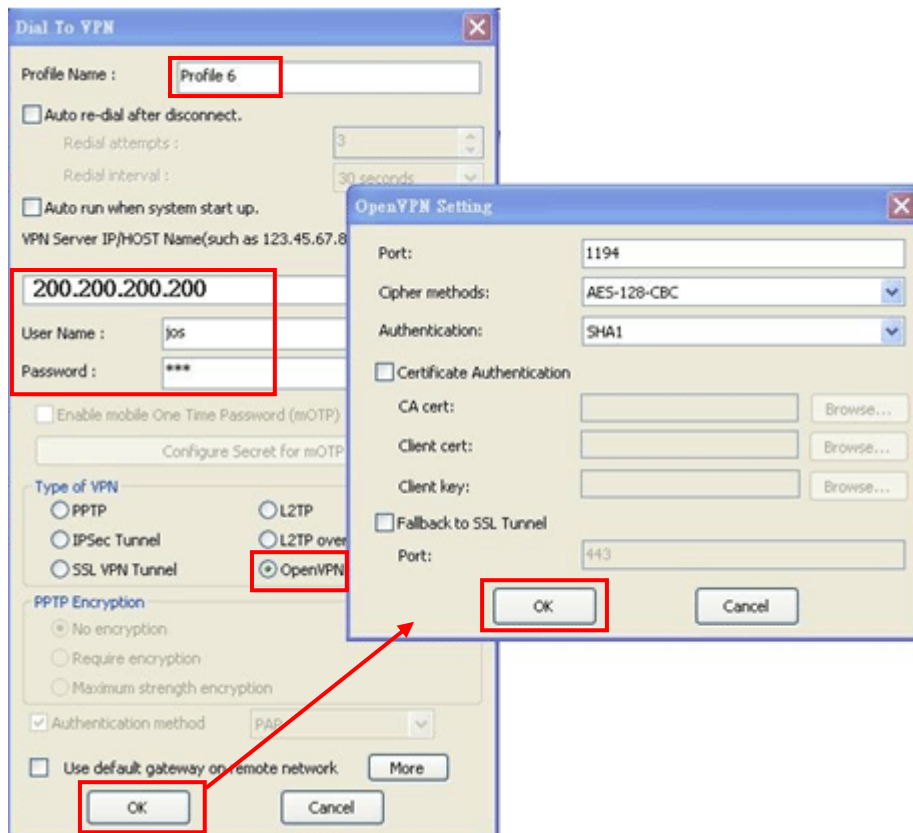 Dial To VPN
Profile Name : Profile 6
Auto re-dial after disconnect.
Redial attempts : 3
Redial interval : 30 seconds
Auto run when system start up.
VPN Server IP/HOST Name(such as 123.45.67.8
200.200.200.200
User Name : jos
Password : ***
Enable mobile One Time Password (mOTP)
Configure Secret for mOTP
Type of VPN
PPTP L2TP
IPSec Tunnel L2TP over
SSL VPN Tunnel OpenVPN
PPTP Encryption
No encryption
Require encryption
Maximum strength encryption
Authentication method PAP
Use default gateway on remote network More
OK Cancel
OpenVPN Setting
Port: 1194
Cipher methods: AES-128-CBC
Authentication: SHA1
Certificate Authentication
CA cert: Browse...
Client cert: Browse...
Client key: Browse...
Fallback to SSL Tunnel
Port: 443
OK Cancel